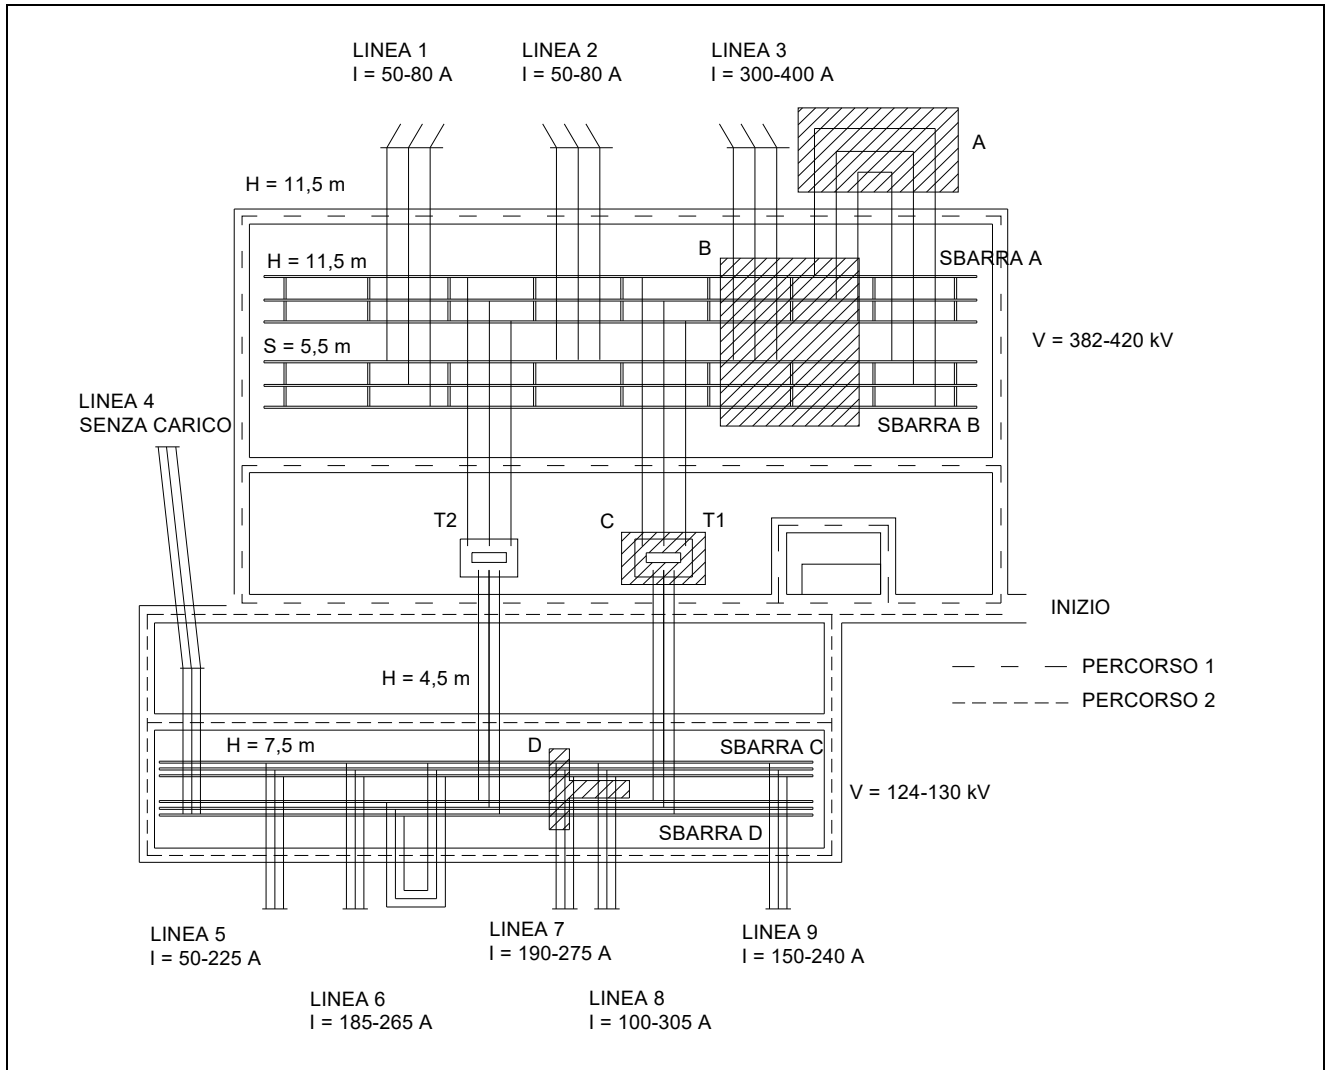 LINEA 1
I = 50-80 A
LINEA 2
I = 50-80 A
LINEA 3
I = 300-400 A
A
H = 11,5 m
B
H = 11,5 m
SBARRA A
S = 5,5 m
V = 382-420 kV
LINEA 4
SENZA CARICO
SBARRA B
T2
C
T1
INIZIO
H = 4,5 m
PERCORSO 1
PERCORSO 2
H = 7,5 m
D
SBARRA C
V = 124-130 kV
SBARRA D
LINEA 5
I = 50-225 A
LINEA 7
I = 190-275 A
LINEA 9
I = 150-240 A
LINEA 6
I = 185-265 A
LINEA 8
I = 100-305 A